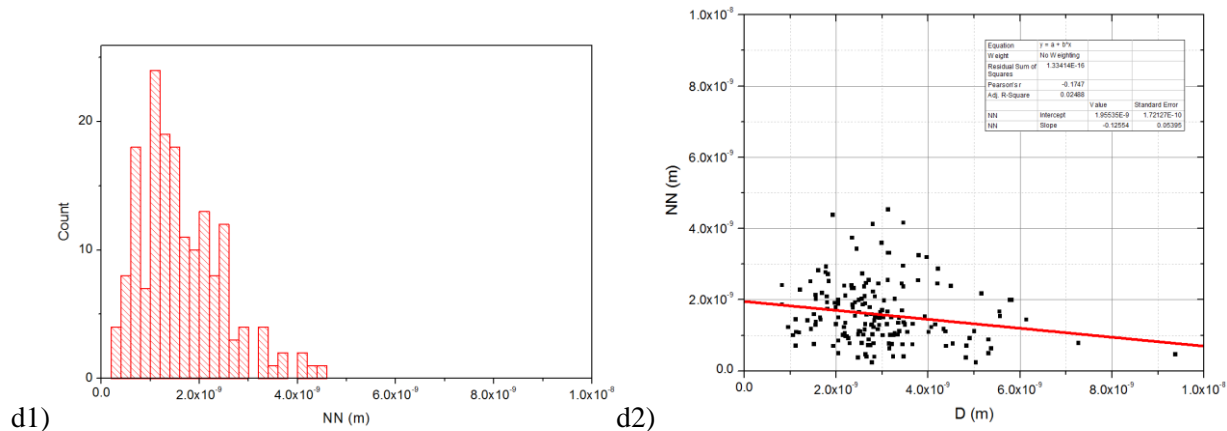 d1)
Count
20
10
0
0.0 2.0x10⁻⁹ 4.0x10⁻⁹ 6.0x10⁻⁹ 8.0x10⁻⁹ 1.0x10⁻⁸
NN (m)
d2)
NN (m)
1.0x10⁻⁸
8.0x10⁻⁹
6.0x10⁻⁹
4.0x10⁻⁹
2.0x10⁻⁹
0.0
0.0 2.0x10⁻⁹ 4.0x10⁻⁹ 6.0x10⁻⁹ 8.0x10⁻⁹ 1.0x10⁻⁸
D (m)
Equation y = a + b*x
Weight No Weighting
Residual Sum of Squares 1.33414E-16
Pearson's r -0.1747
Adj. R-Square 0.02488
Value Standard Error
NN Intercept 1.95535E-9 1.72127E-10
NN Slope -0.12554 0.05395